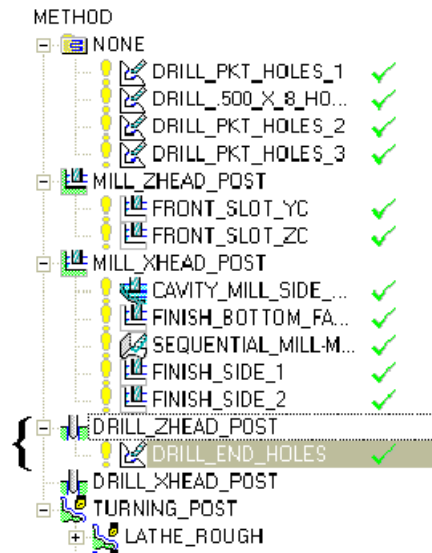 METHOD
NONE
DRILL_PKT_HOLES_1
DRILL_.500_X_8_HO...
DRILL_PKT_HOLES_2
DRILL_PKT_HOLES_3
MILL_ZHEAD_POST
FRONT_SLOT_YC
FRONT_SLOT_ZC
MILL_XHEAD_POST
CAVITY_MILL_SIDE_...
FINISH_BOTTOM_FA...
SEQUENTIAL_MILL-M...
FINISH_SIDE_1
FINISH_SIDE_2
{ DRILL_ZHEAD_POST
DRILL_END_HOLES
DRILL_XHEAD_POST
TURNING_POST
LATHE_ROUGH